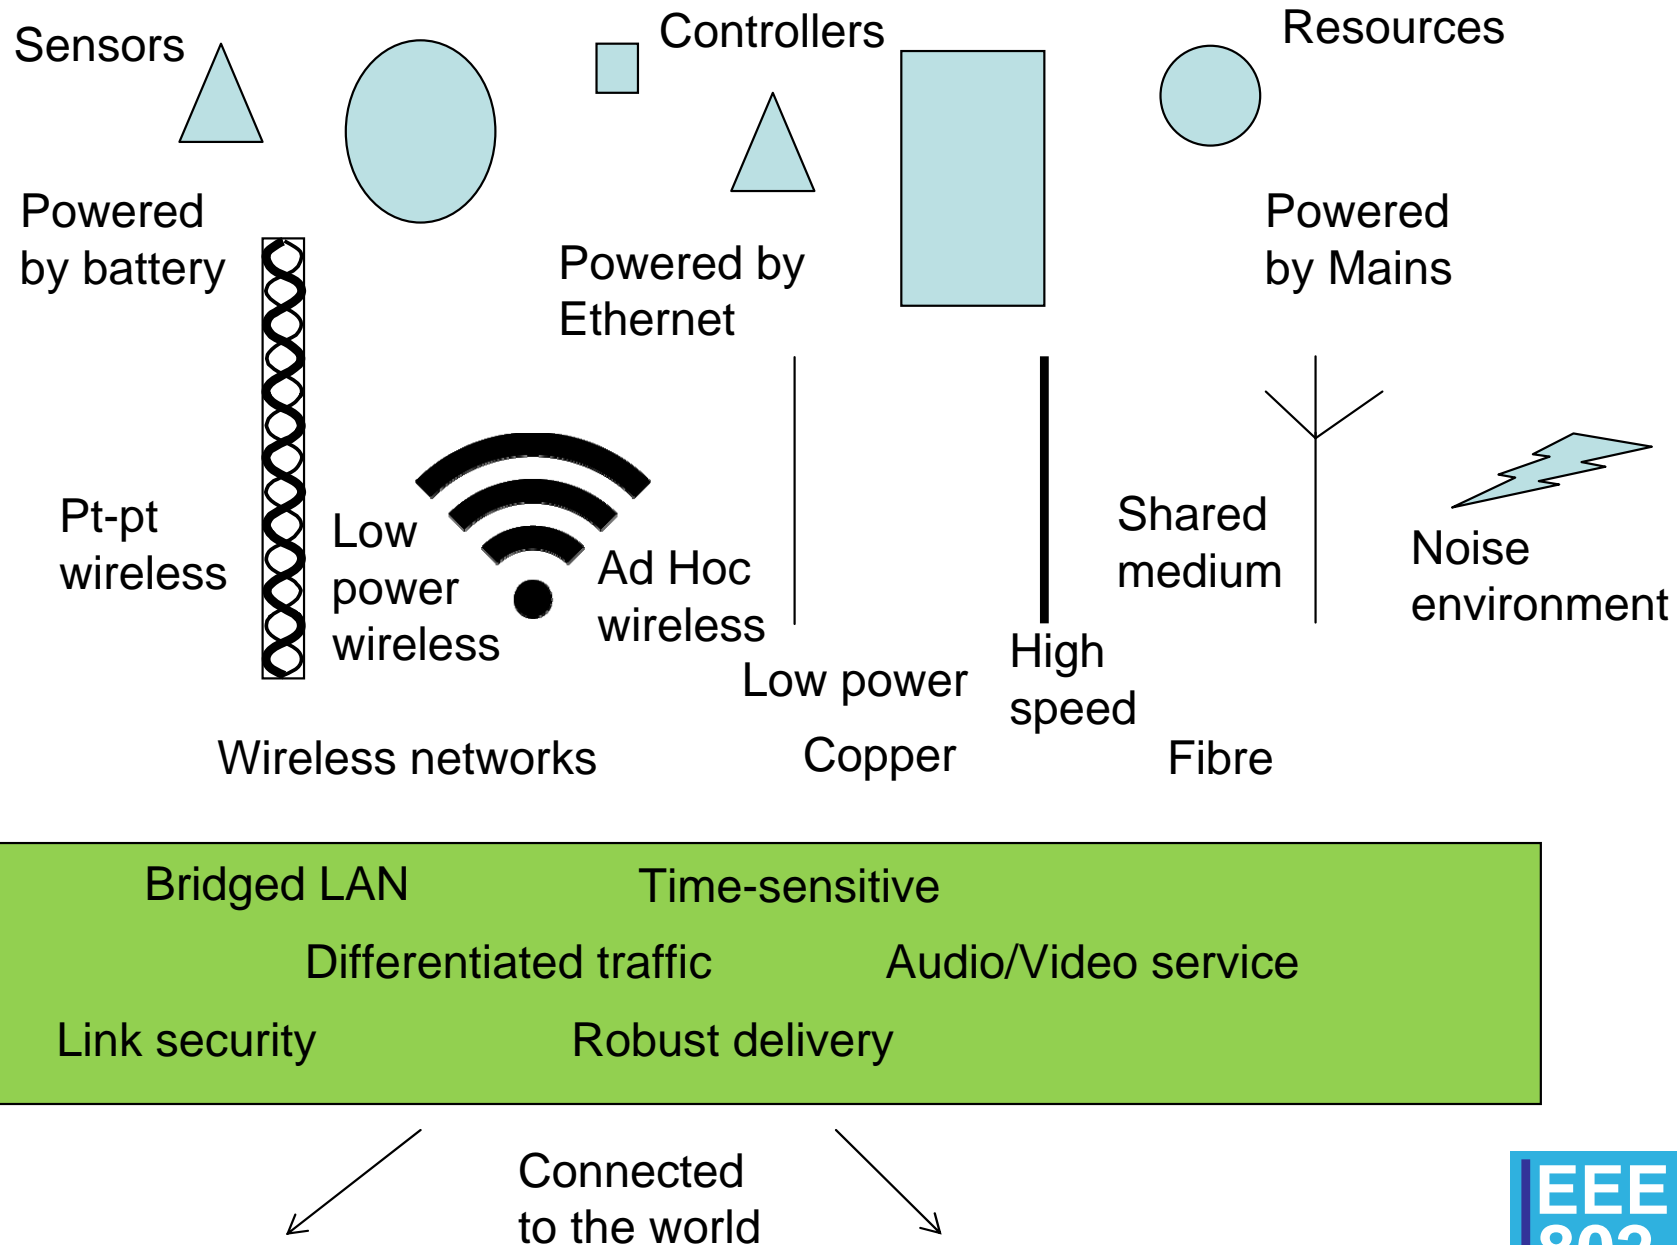 Sensors
Controllers
Resources
Powered
by battery
Powered by
Ethernet
Powered
by Mains
Pt-pt
wireless
Low
power
wireless
Ad Hoc
wireless
Low power
High
speed
Shared
medium
Noise
environment
Wireless networks
Copper
Fibre
Bridged LAN
Time-sensitive
Differentiated traffic
Audio/Video service
Link security
Robust delivery
Connected
to the world
IEEE
802